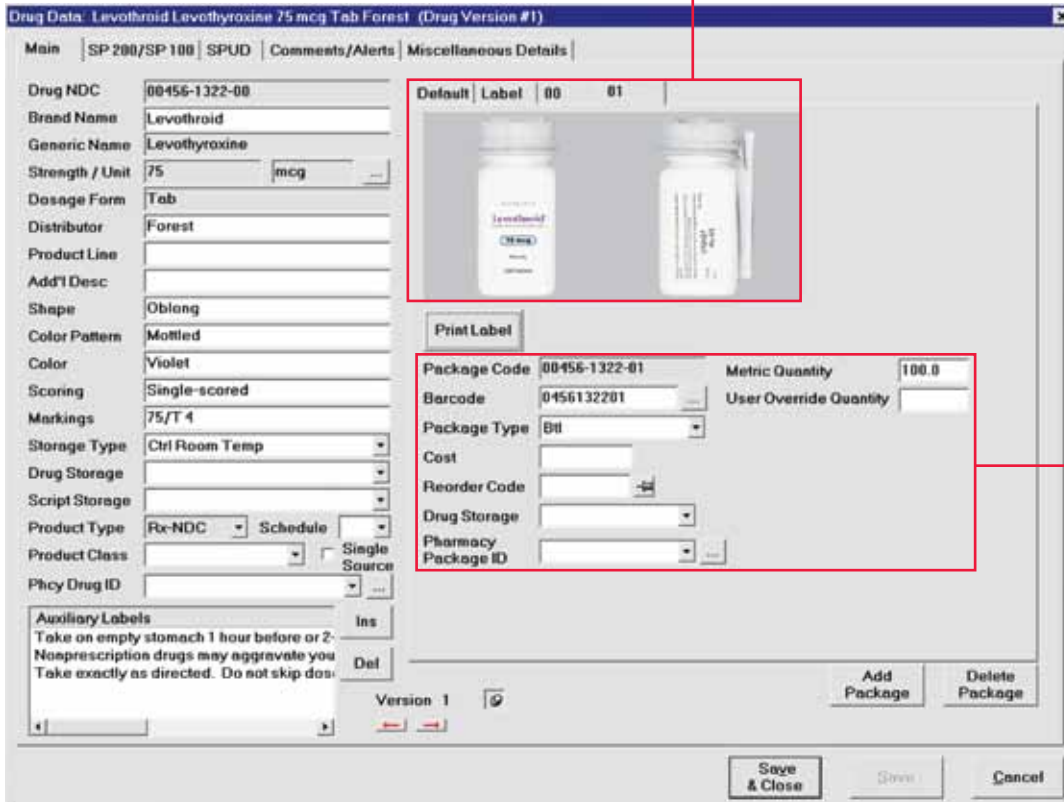 Drug Data: Levothroid Levothyroxine 75 mcg Tab Forest (Drug Version #1)
Main SP 200/SP 100 SPUD Comments/Alerts Miscellaneous Details
Drug NDC 00456-1322-00
Brand Name Levothroid
Generic Name Levothyroxine
Strength / Unit 75 mcg ...
Dosage Form Tab
Distributor Forest
Product Line
Add'l Desc
Shape Oblong
Color Pattern Mottled
Color Violet
Scoring Single-scored
Markings 75/T 4
Storage Type Ctrl Room Temp
Drug Storage
Script Storage
Product Type Rx-NDC Schedule
Product Class Single Source
Phcy Drug ID ...
Auxiliary Labels
Take on empty stomach 1 hour before or 2-
Nonprescription drugs may aggravate you
Take exactly as directed. Do not skip dos
Ins
Del
Version 1
Default Label 00 01
Levothroid
75 mcg
Print Label
Package Code 00456-1322-01 Metric Quantity 100.0
Barcode 0456132201 ... User Override Quantity
Package Type Btl
Cost
Reorder Code
Drug Storage
Pharmacy Package ID ...
Add Package
Delete Package
Save & Close
Save
Cancel